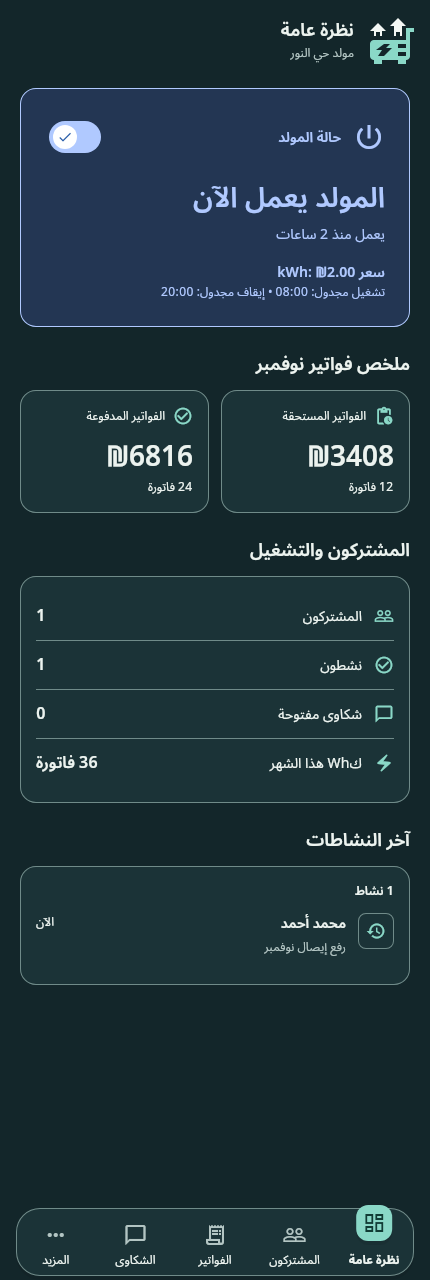 نظرة عامة
مولد حي النور
حالة المولد
المولد يعمل الآن
يعمل منذ 2 ساعات
سعر kWh: ₪2.00
تشغيل مجدول: 08:00 • إيقاف مجدول: 20:00
ملخص فواتير نوفمبر
الفواتير المستحقة
₪3408
12 فاتورة
الفواتير المدفوعة
₪6816
24 فاتورة
المشتركون والتشغيل
المشتركون 1
نشطون 1
شكاوى مفتوحة 0
كWh هذا الشهر 36 فاتورة
آخر النشاطات
1 نشاط
محمد أحمد الآن
رفع إيصال نوفمبر
نظرة عامة المشتركون الفواتير الشكاوى المزيد